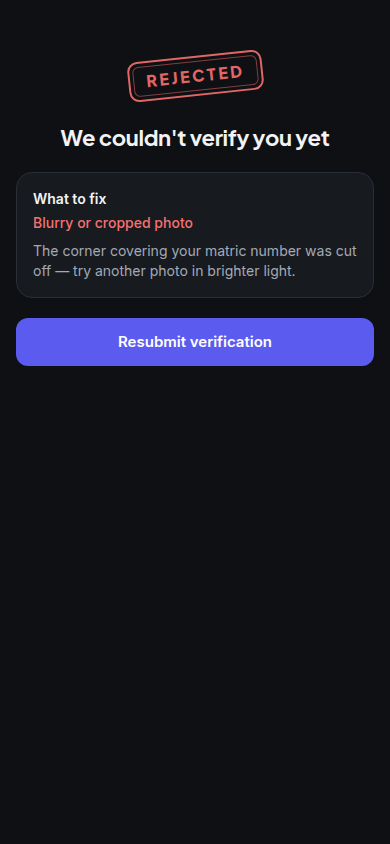 REJECTED
We couldn't verify you yet
What to fix
Blurry or cropped photo
The corner covering your matric number was cut
off — try another photo in brighter light.
Resubmit verification